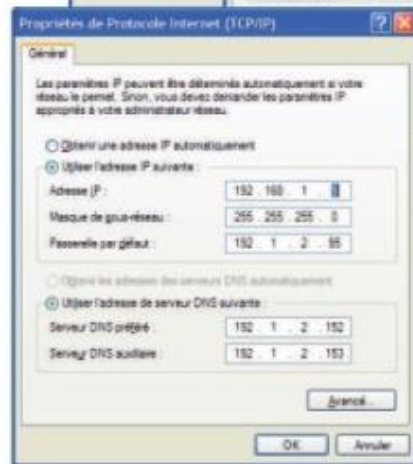 Propriétés de Protocole Internet (TCP/IP)
Général
Les paramètres IP peuvent être déterminés automatiquement si votre
réseau le permet. Sinon, vous devez demander les paramètres IP
appropriés à votre administrateur réseau.
Obtenir une adresse IP automatiquement
Utiliser l'adresse IP suivante :
Adresse IP : 192 . 168 . 1 .
Masque de sous-réseau : 255 . 255 . 255 . 0
Passerelle par défaut : 192 . 1 . 2 . 95
Obtenir les adresses des serveurs DNS automatiquement
Utiliser l'adresse de serveur DNS suivante :
Serveur DNS préféré : 192 . 1 . 2 . 152
Serveur DNS auxiliaire : 192 . 1 . 2 . 153
Avancé...
OK Annuler